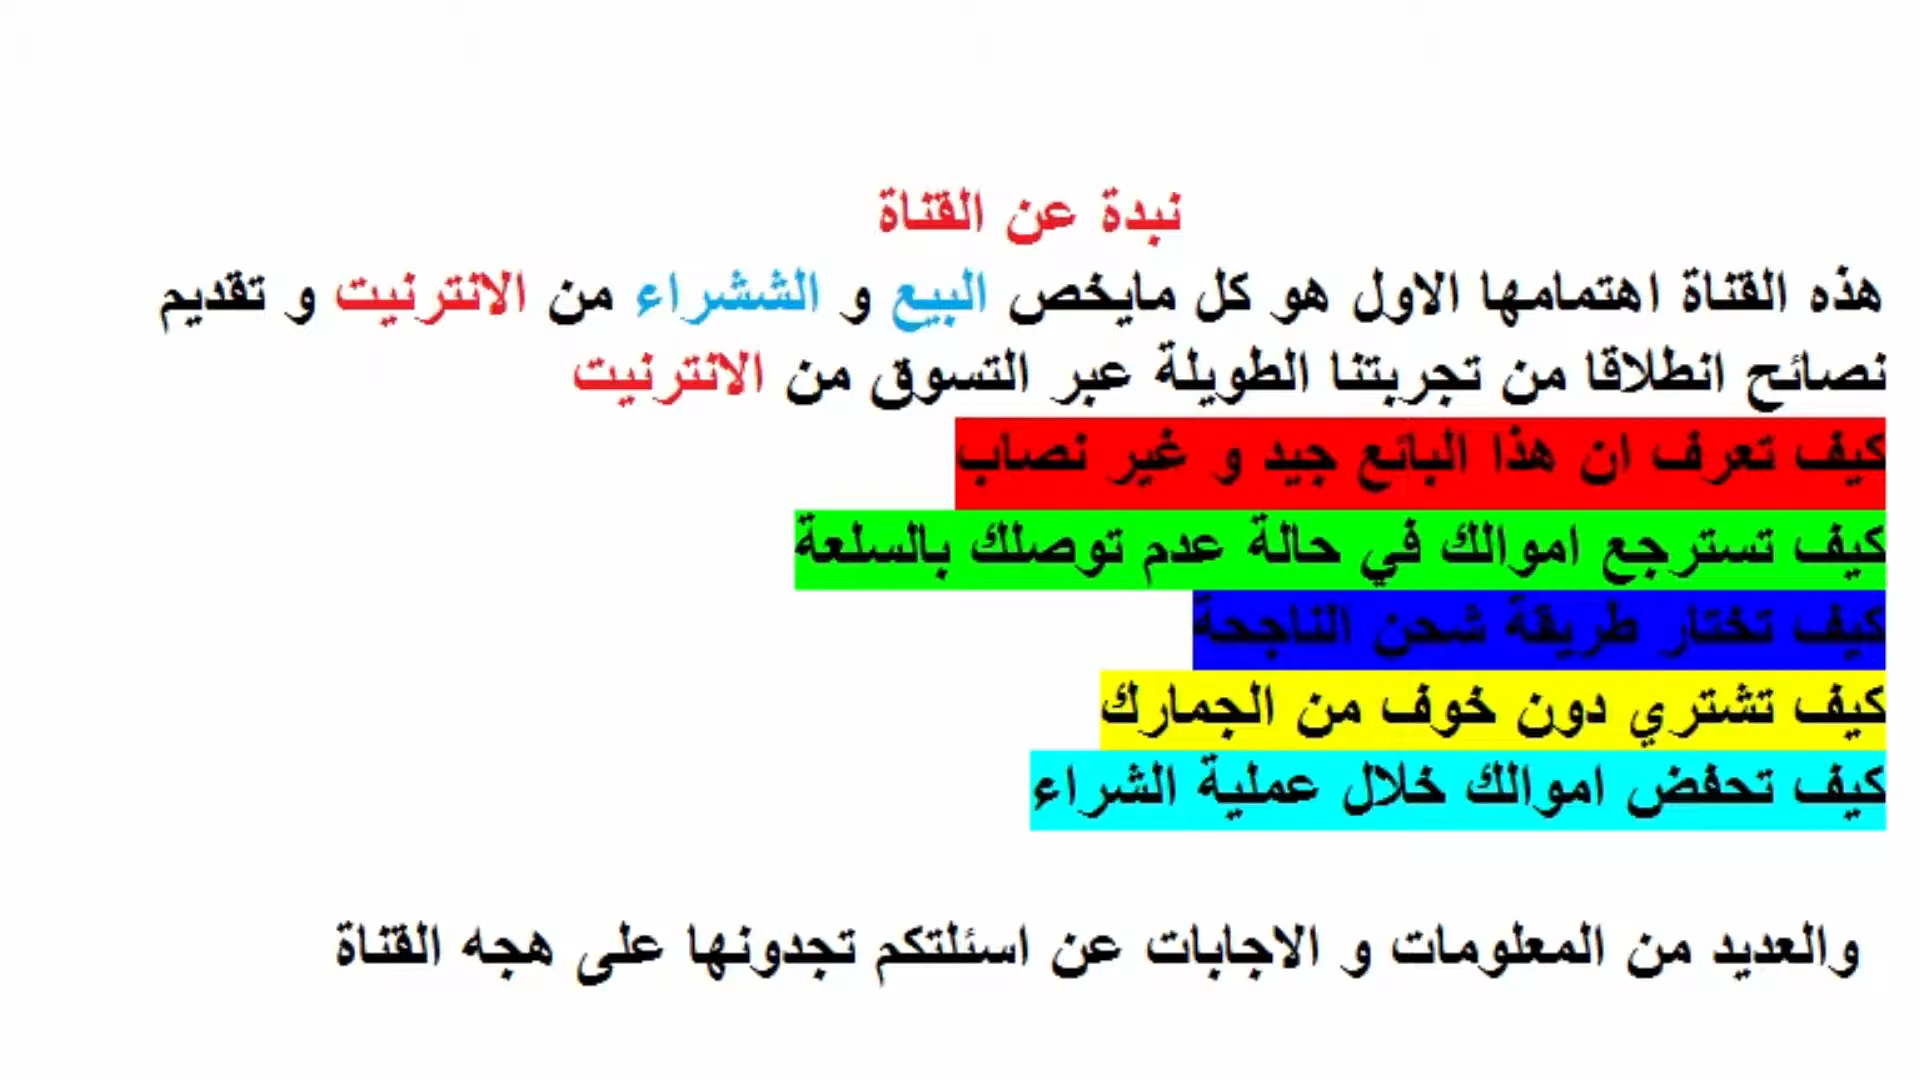 نبدة عن القناة
هذه القناة اهتمامها الاول هو كل مايخص البيع و الششراء من الانترنيت و تقديم
نصائح انطلاقا من تجربتنا الطويلة عبر التسوق من الانترنيت
كيف تعرف ان هذا البائع جيد و غير نصاب
كيف تسترجع اموالك في حالة عدم توصلك بالسلعة
كيف تختار طريقة شحن الناجحة
كيف تشتري دون خوف من الجمارك
كيف تحفض اموالك خلال عملية الشراء
والعديد من المعلومات و الاجابات عن اسئلتكم تجدونها على هجه القناة